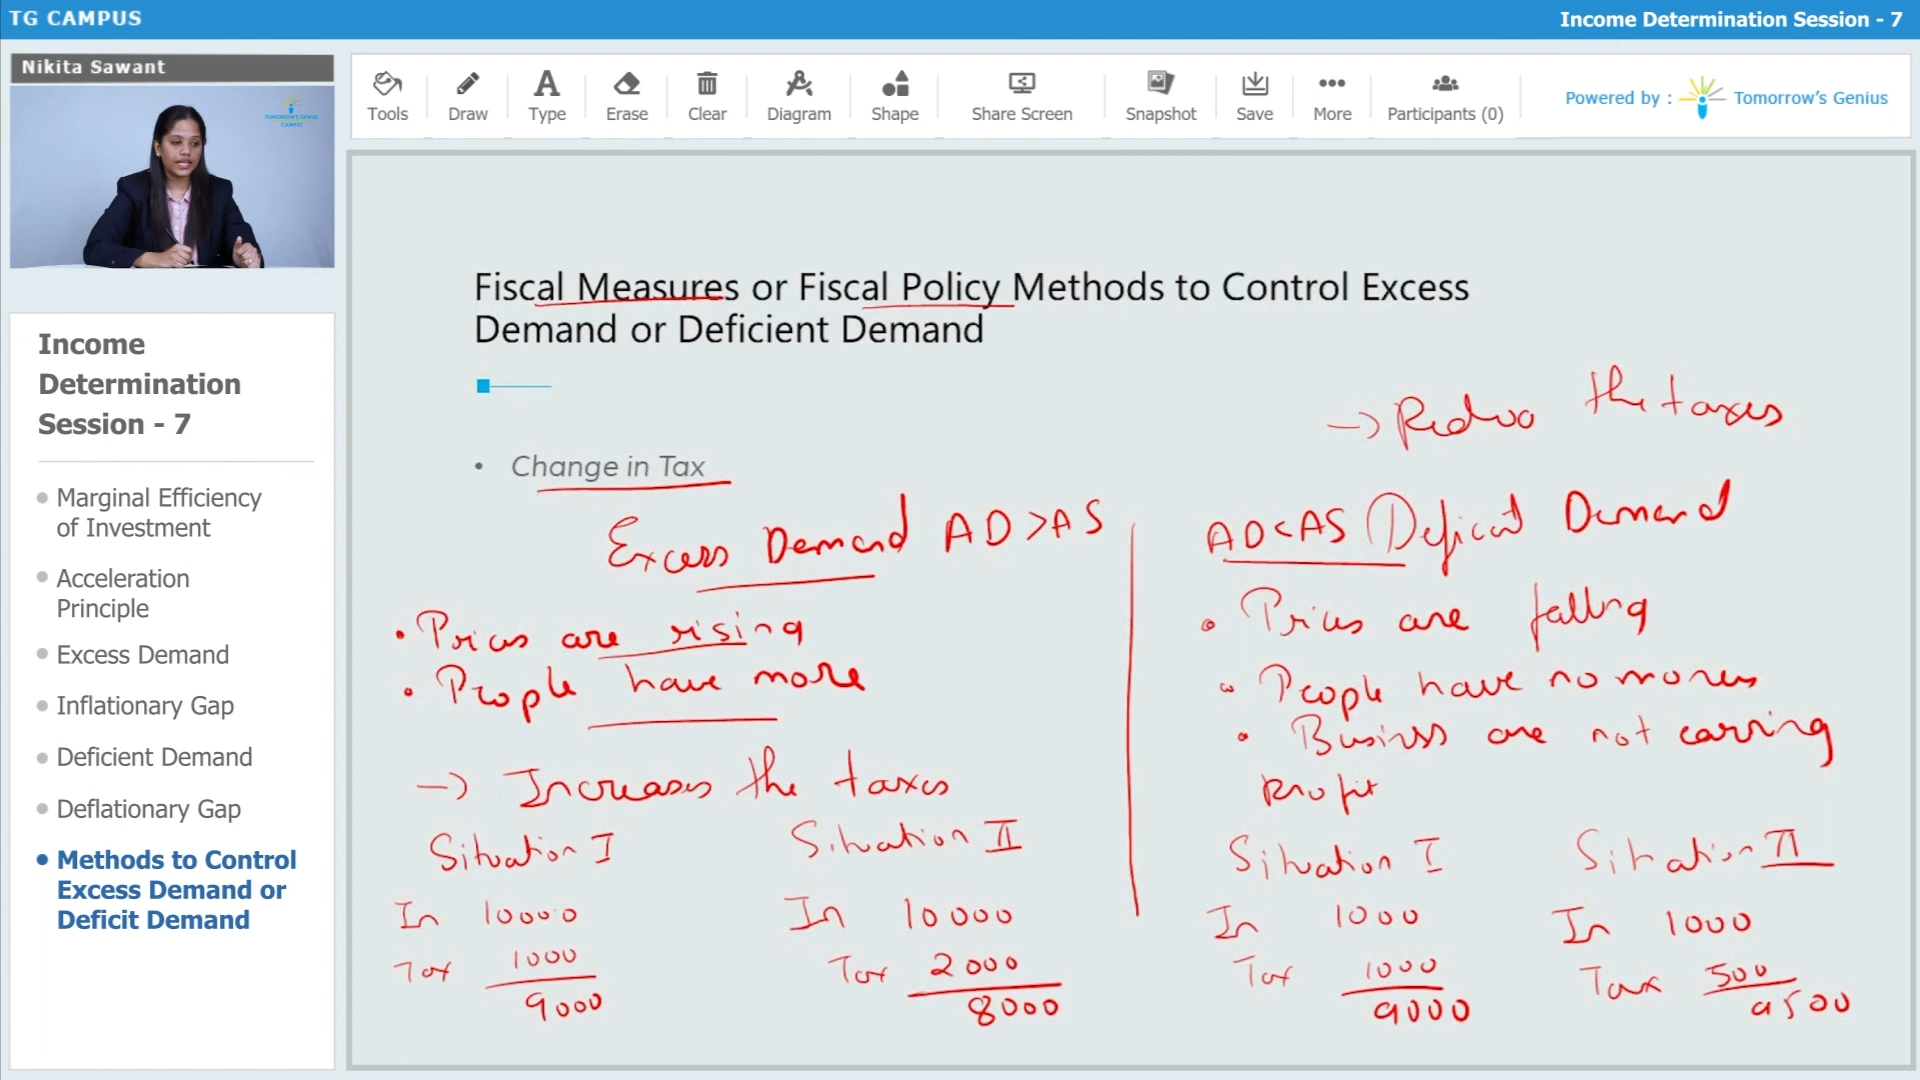 TG CAMPUS
Income Determination Session - 7
Nikita Sawant
TOMORROW'S GENIUS
CAMPUS
Tools
Draw
Type
Erase
Clear
Diagram
Shape
Share Screen
Snapshot
Save
More
Participants (0)
Powered by :
Tomorrow's Genius
Income
Determination
Session - 7
Marginal Efficiency
of Investment
Acceleration
Principle
Excess Demand
Inflationary Gap
Deficient Demand
Deflationary Gap
Methods to Control
Excess Demand or
Deficit Demand
Fiscal Measures or Fiscal Policy Methods to Control Excess
Demand or Deficient Demand
• Change in Tax
Excess Demand AD>AS
• Prices are rising
• People have more
→ Increases the taxes
Situation I
In 10000
Tax 1000
9000
Situation II
In 10000
Tax 2000
8000
→ the taxes
AD<AS Deficit Demand
• Prices are falling
• People have no
• are not
Profit
Situation I
In 1000
Tax 1000
9000
Situation II
In 1000
Tax 500
9500